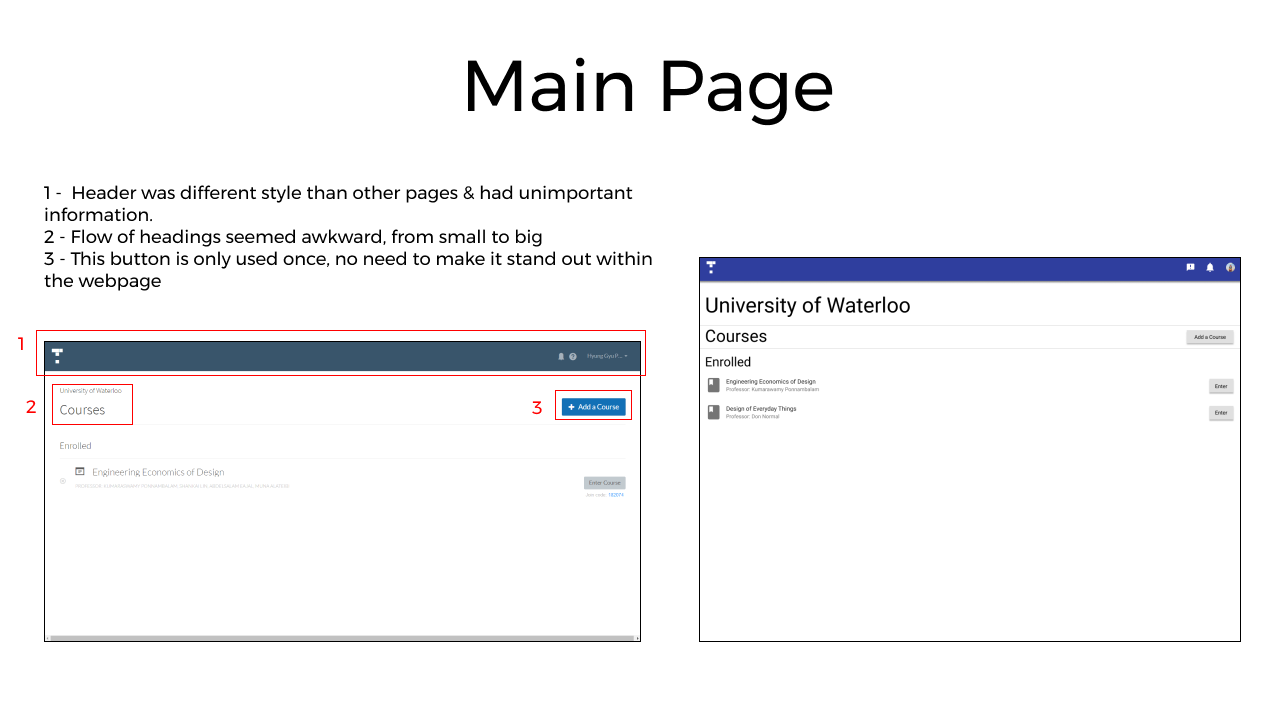 Main Page
1 -  Header was different style than other pages & had unimportant
information.
2 - Flow of headings seemed awkward, from small to big
3 - This button is only used once, no need to make it stand out within
the webpage
1
Hyung Gyu P...
2
University of Waterloo
Courses
3
+ Add a Course
Enrolled
Engineering Economics of Design
Enter Course
Join code: 182074
University of Waterloo
Courses
Add a Course
Enrolled
Engineering Economics of Design
Professor: Kumaraswamy Ponnambalam
Enter
Design of Everyday Things
Professor: Don Normal
Enter